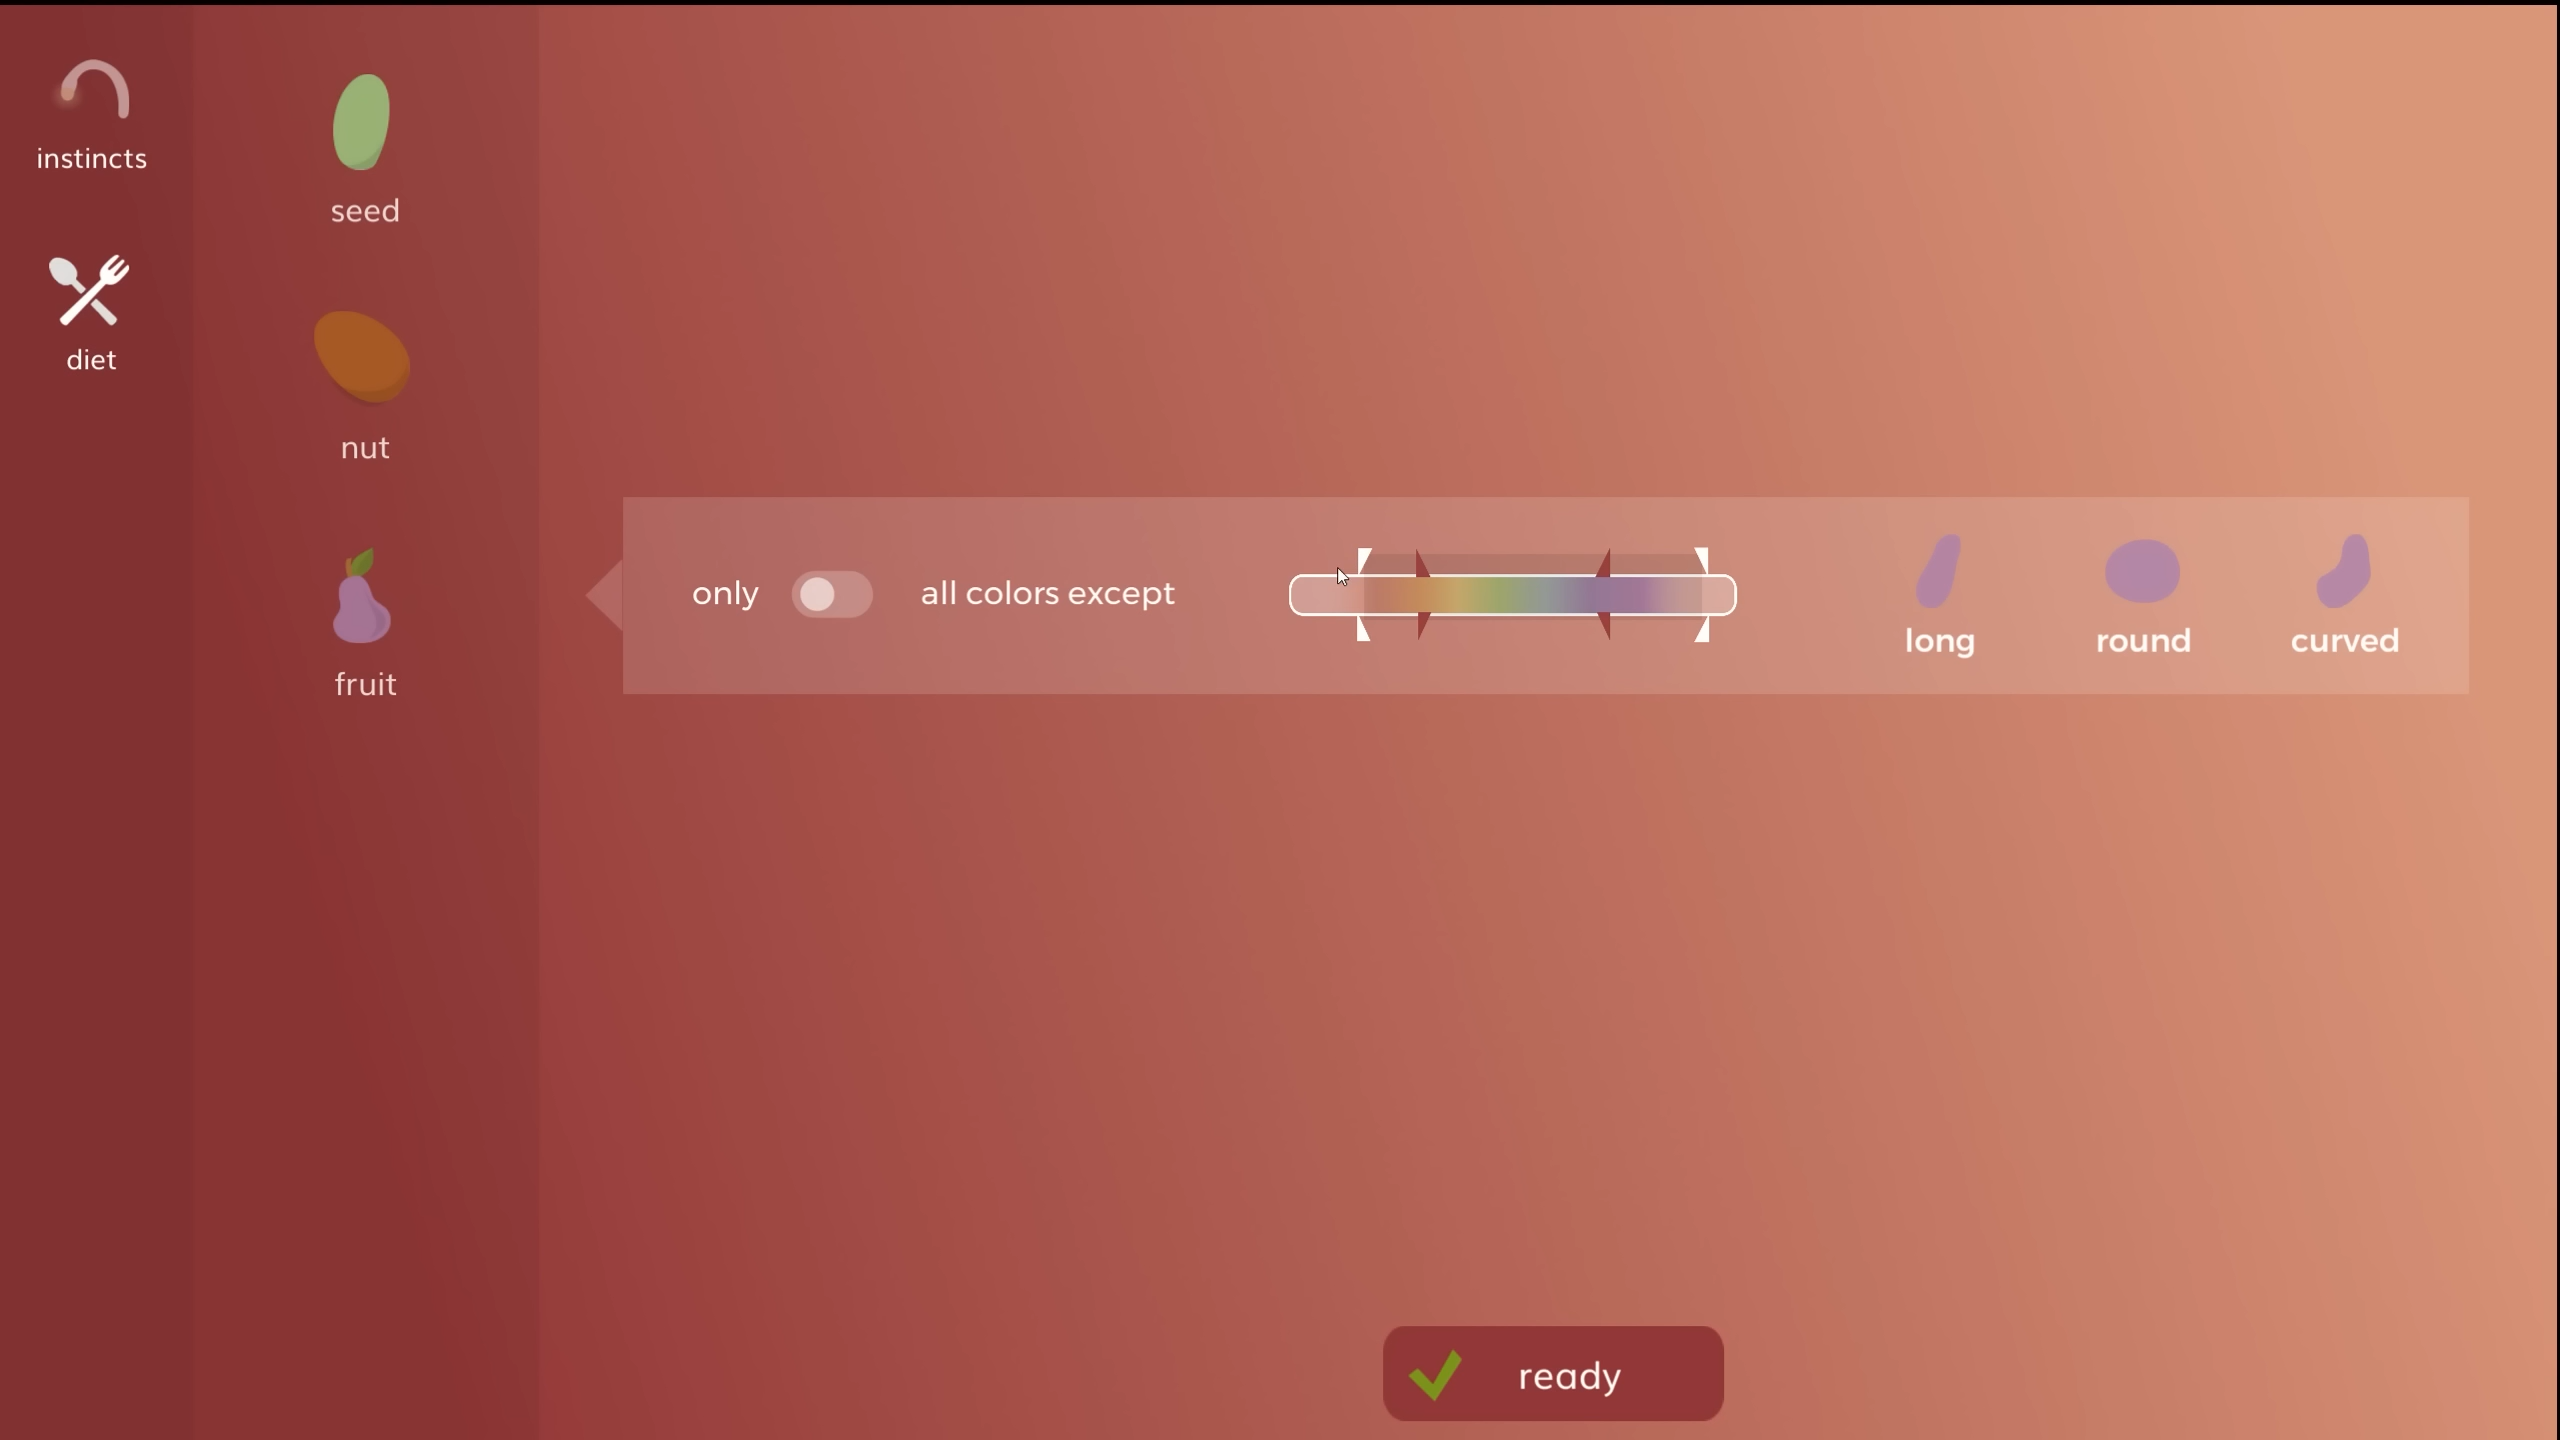 instincts
diet
seed
nut
fruit
only
all colors except
long
round
curved
ready